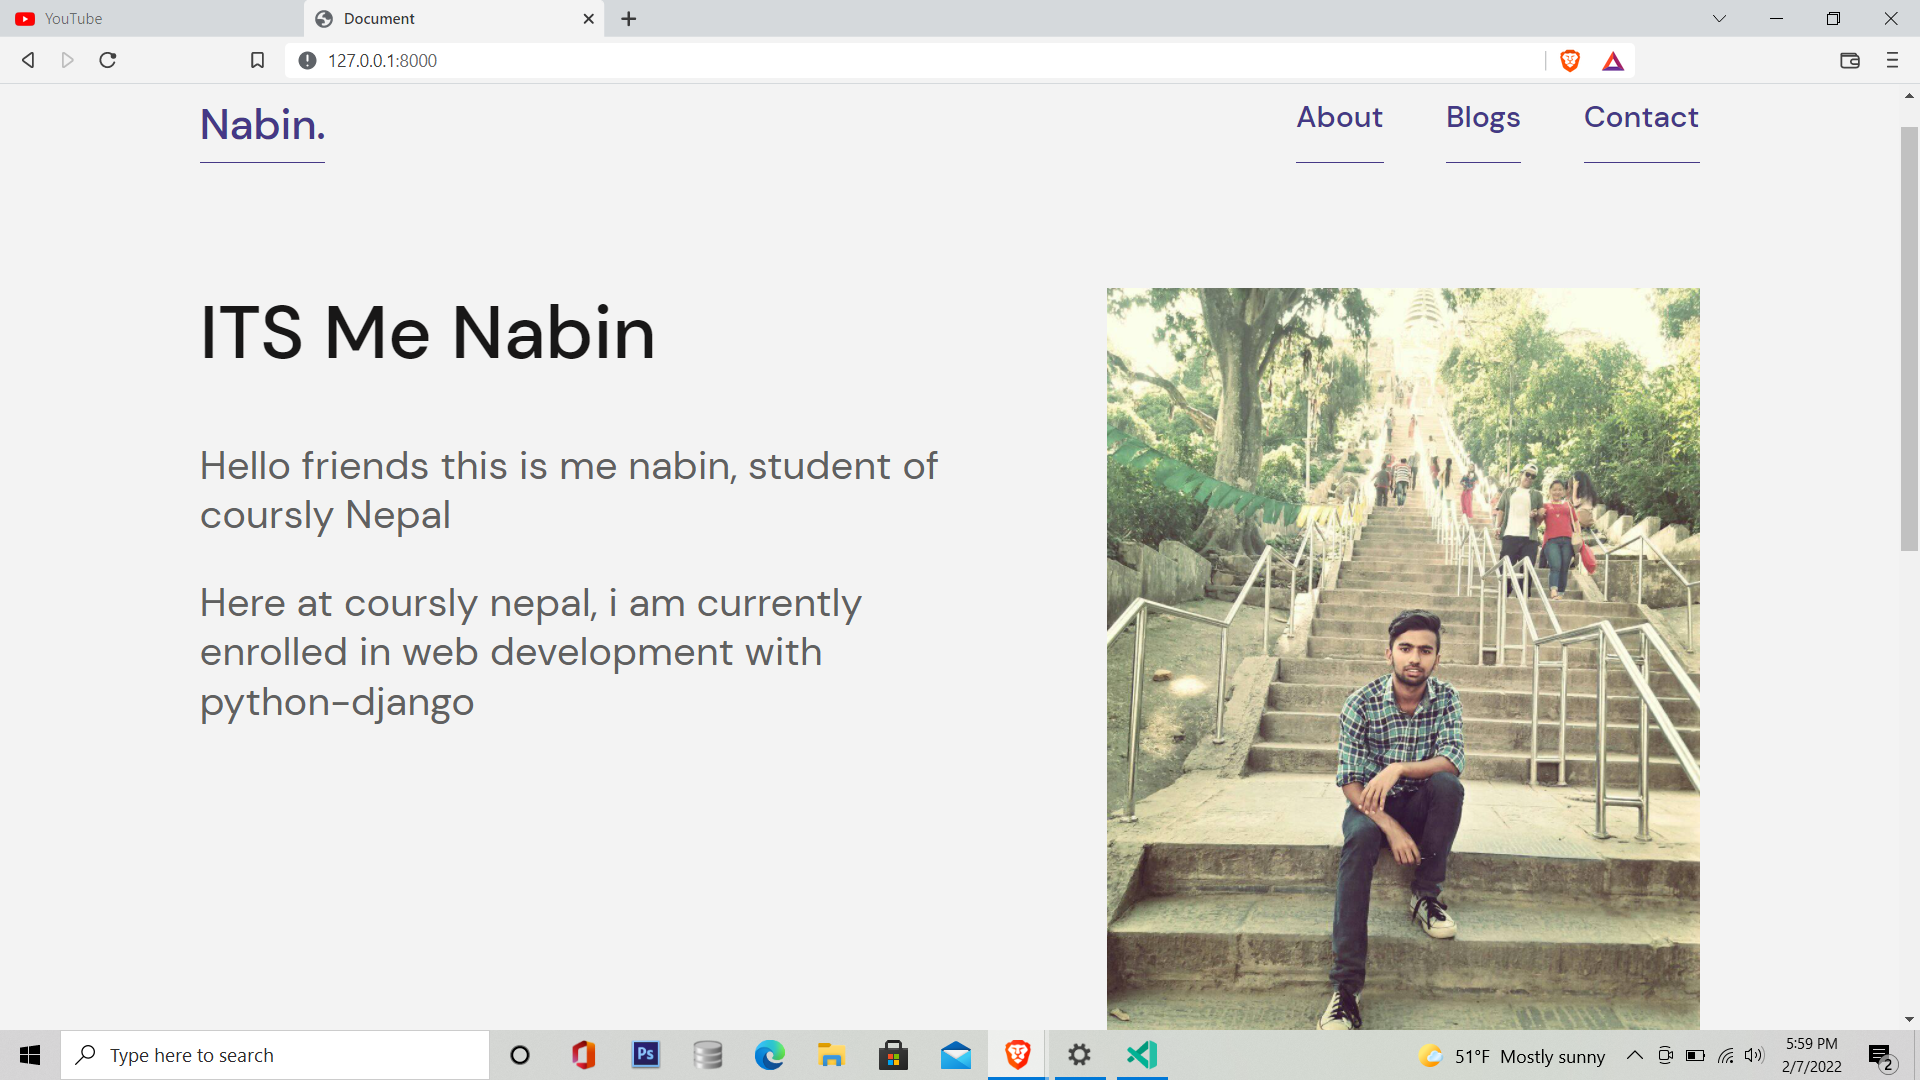 YouTube
Document
127.0.0.1:8000
Nabin.
About
Blogs
Contact
ITS Me Nabin
Hello friends this is me nabin, student of
coursly Nepal
Here at coursly nepal, i am currently
enrolled in web development with
python-django
Type here to search
Ps
51°F Mostly sunny
5:59 PM
2/7/2022
2